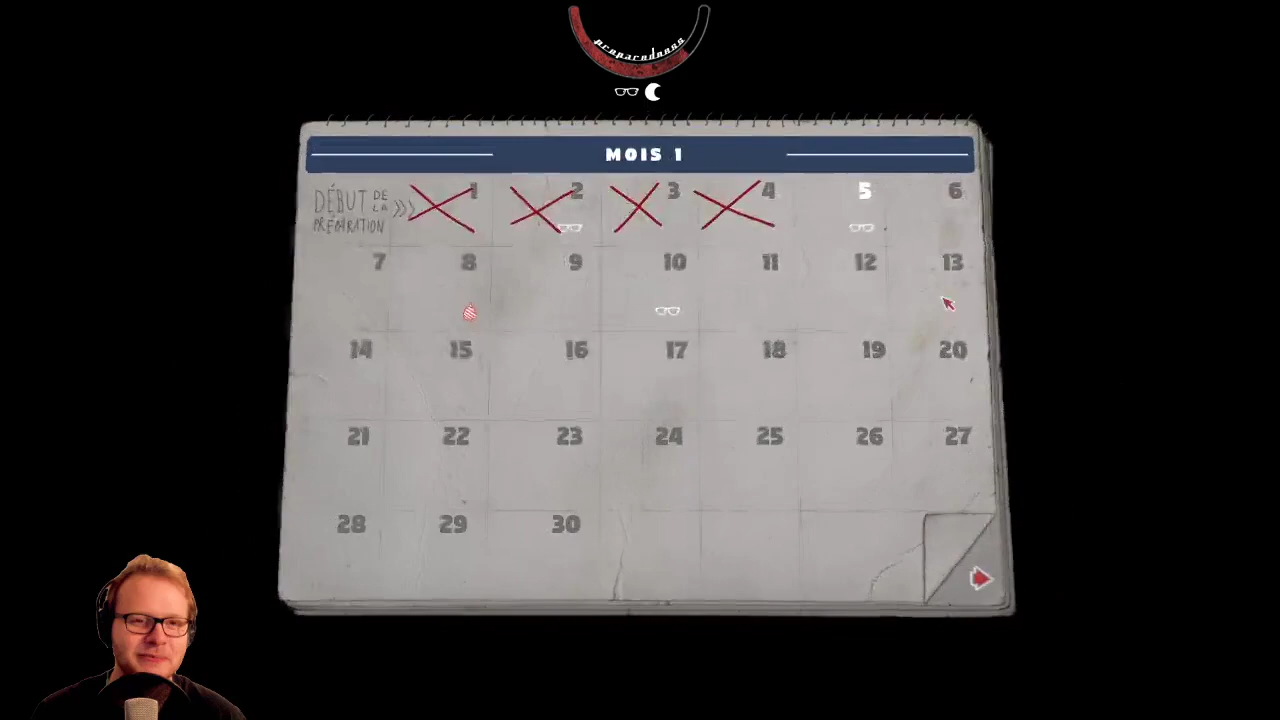 preparedness
MOIS 1
DÉBUT DE LA 1 2 3 4 5 6
PRÉPARATION
7 8 9 10 11 12 13
14 15 16 17 18 19 20
21 22 23 24 25 26 27
28 29 30